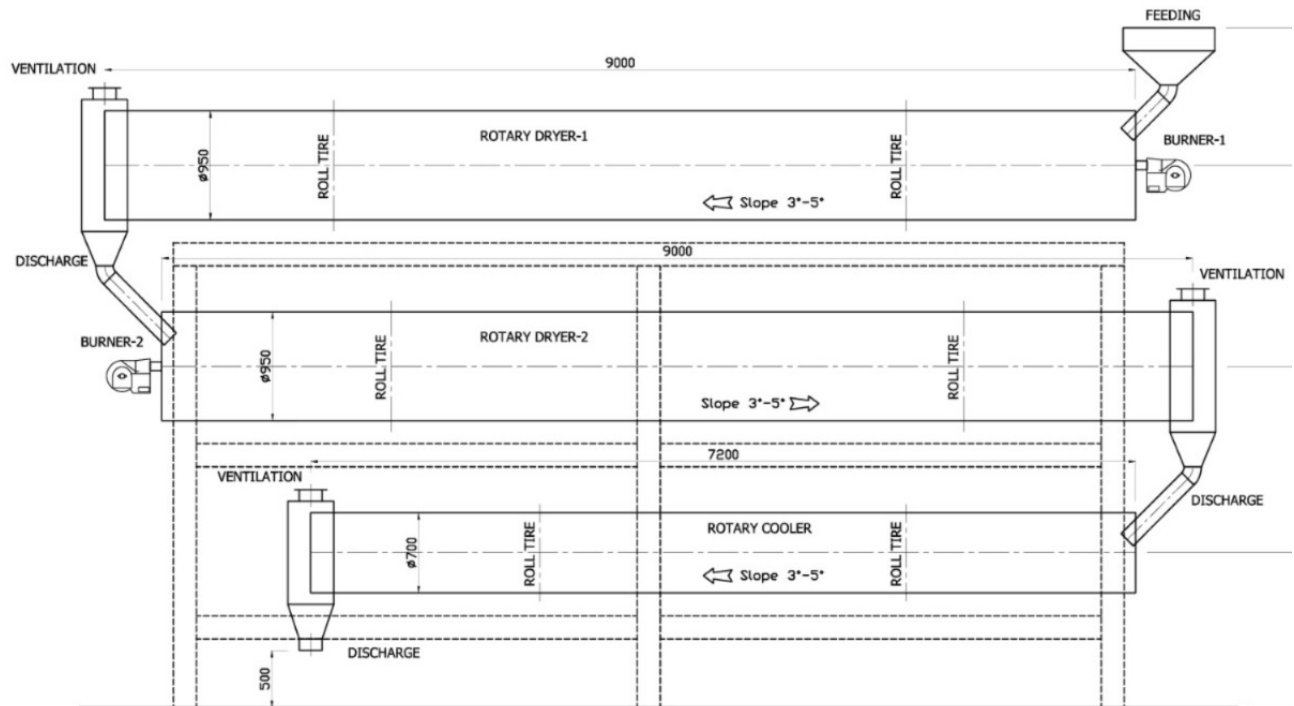 FEEDING
VENTILATION
9000
ROTARY DRYER-1
BURNER-1
ø950
ROLL TIRE
ROLL TIRE
Slope 3°-5°
DISCHARGE
9000
VENTILATION
BURNER-2
ROTARY DRYER-2
ø950
ROLL TIRE
ROLL TIRE
Slope 3°-5°
7200
VENTILATION
DISCHARGE
ROTARY COOLER
ø700
ROLL TIRE
ROLL TIRE
Slope 3°-5°
DISCHARGE
500